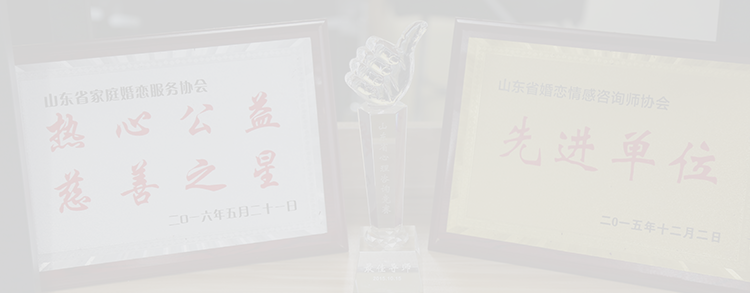 山东省家庭婚恋服务协会
热心公益
慈善之星
二〇一六年五月二十一日
山东省婚恋情感咨询师协会
先进单位
二〇一五年十二月二日